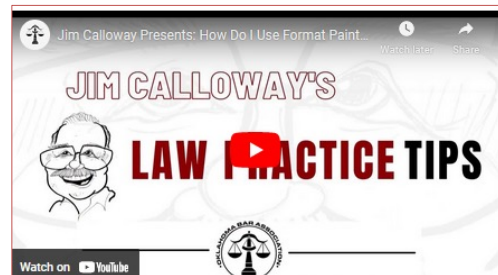 Jim Calloway Presents: How Do I Use Format Paint...
Watch later
Share
JIM CALLOWAY'S
LAW PRACTICE TIPS
OKLAHOMA BAR ASSOCIATION
Watch on YouTube